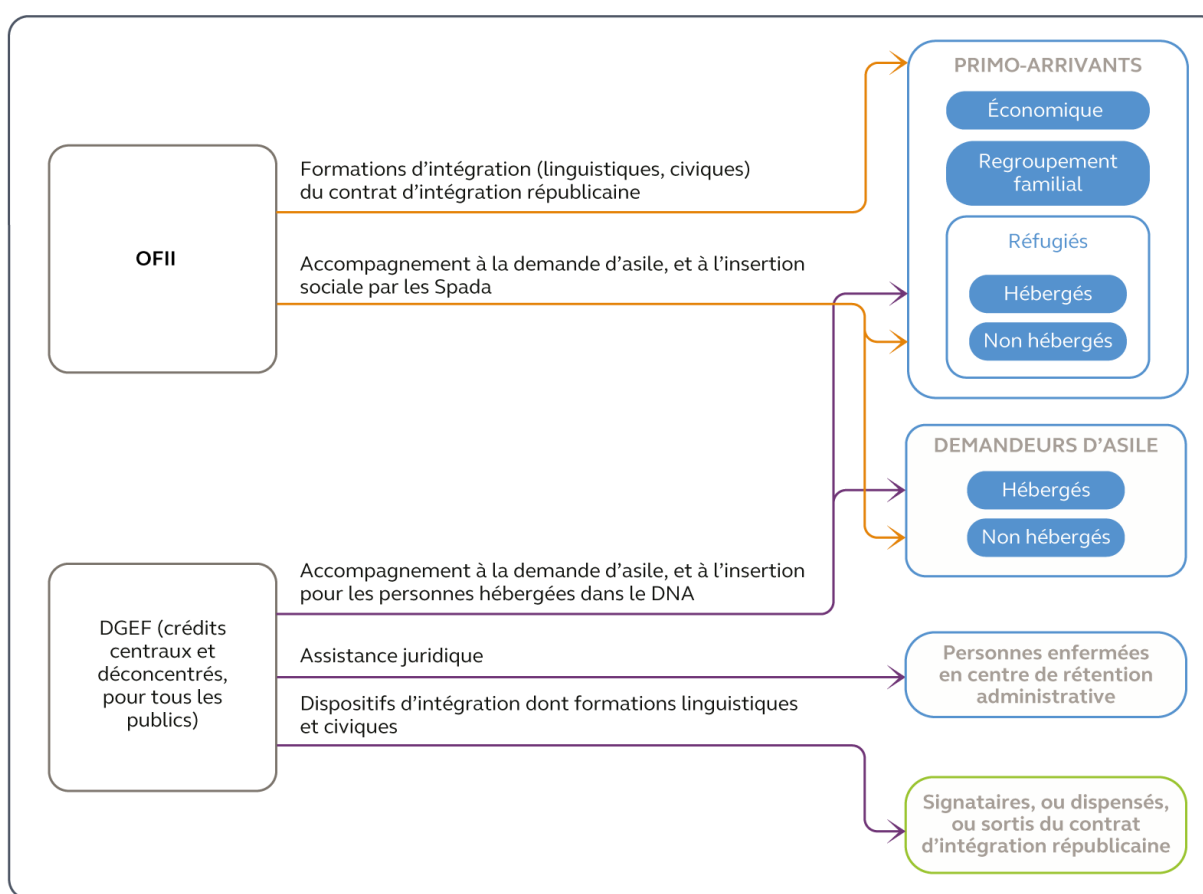 OFII
Formations d’intégration (linguistiques, civiques)
du contrat d’intégration républicaine
Accompagnement à la demande d’asile, et à l’insertion
sociale par les Spada
PRIMO-ARRIVANTS
Économique
Regroupement
familial
Réfugiés
Hébergés
Non hébergés
DEMANDEURS D’ASILE
Hébergés
Non hébergés
DGEF (crédits
centraux et
déconcentrés,
pour tous les
publics)
Accompagnement à la demande d’asile, et à l’insertion
pour les personnes hébergées dans le DNA
Assistance juridique
Dispositifs d’intégration dont formations linguistiques
et civiques
Personnes enfermées
en centre de rétention
administrative
Signataires, ou dispensés,
ou sortis du contrat
d’intégration républicaine